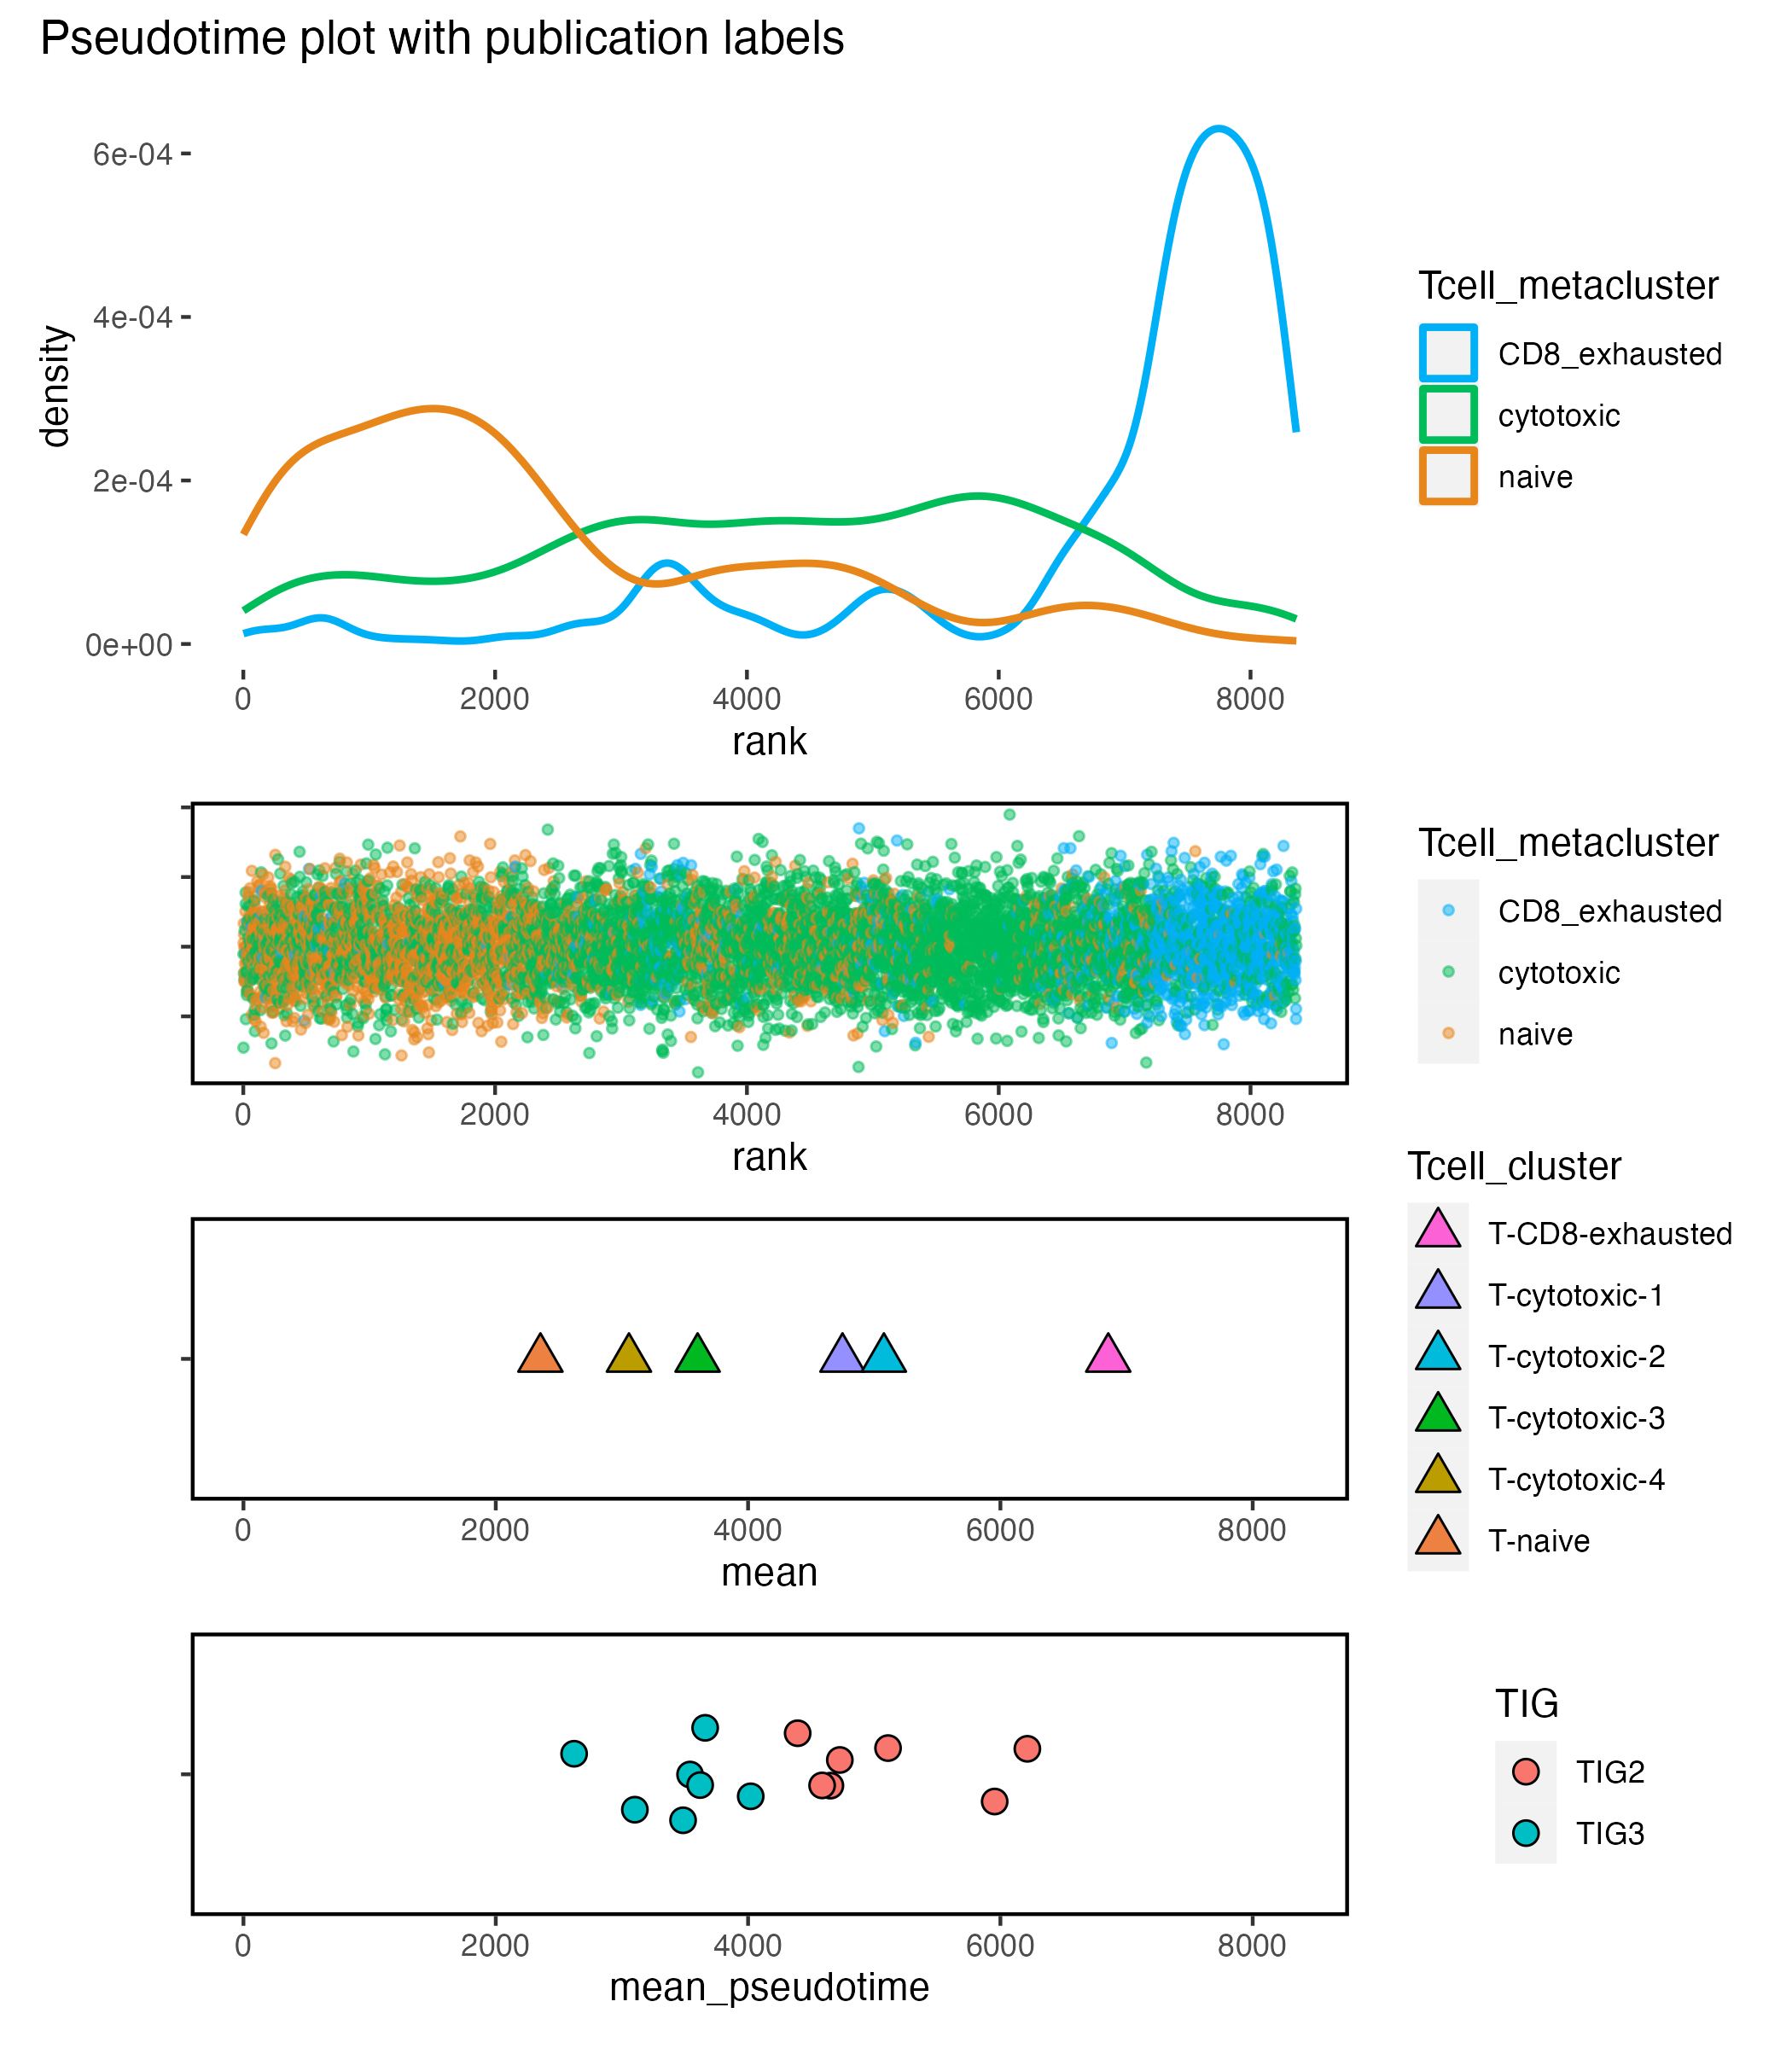 Pseudotime plot with publication labels
6e-04
4e-04
2e-04
0e+00
density
0 2000 4000 6000 8000
rank
Tcell_metacluster
CD8_exhausted
cytotoxic
naive
0 2000 4000 6000 8000
rank
Tcell_metacluster
CD8_exhausted
cytotoxic
naive
0 2000 4000 6000 8000
mean
Tcell_cluster
T-CD8-exhausted
T-cytotoxic-1
T-cytotoxic-2
T-cytotoxic-3
T-cytotoxic-4
T-naive
0 2000 4000 6000 8000
mean_pseudotime
TIG
TIG2
TIG3